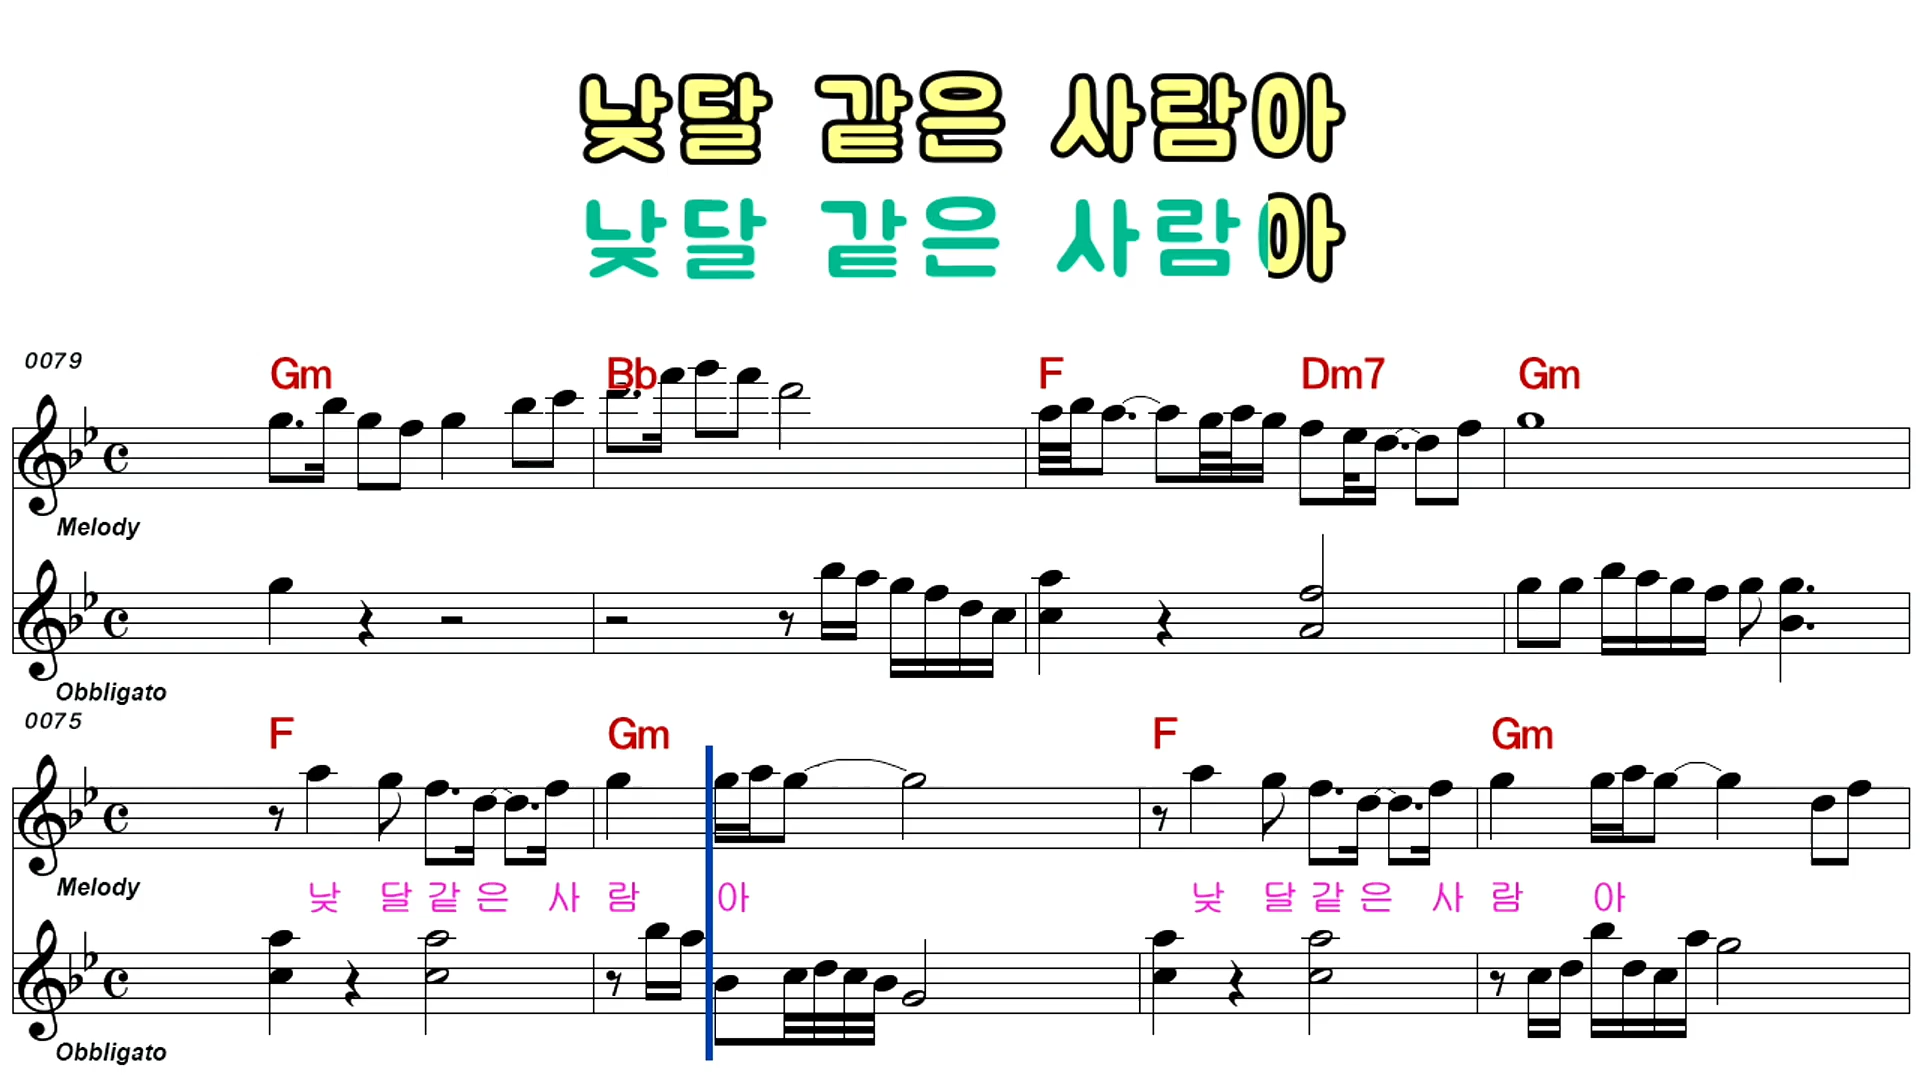 낮달 같은 사람아
낮달 같은 사람아
0079
Gm Bb F Dm7 Gm
Melody
Obbligato
0075
F Gm F Gm
Melody
낮 달 같 은 사 람 아 낮 달 같 은 사 람 아
Obbligato